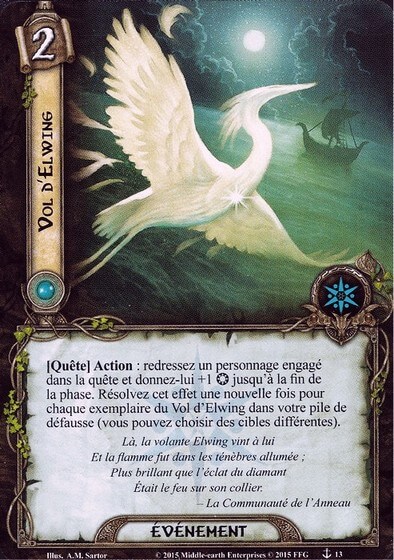 2
VOL D'ELWING
[Quête] Action : redressez un personnage engagé
dans la quête et donnez-lui +1 jusqu'à la fin de
la phase. Résolvez cet effet une nouvelle fois pour
chaque exemplaire du Vol d'Elwing dans votre pile de
défausse (vous pouvez choisir des cibles différentes).
Là, la volante Elwing vint à lui
Et la flamme fut dans les ténèbres allumée ;
Plus brillant que l'éclat du diamant
Était le feu sur son collier.
– La Communauté de l'Anneau
ÉVÉNEMENT
Illus. A.M. Sartor © 2015 Middle-earth Enterprises © 2015 FFG 13